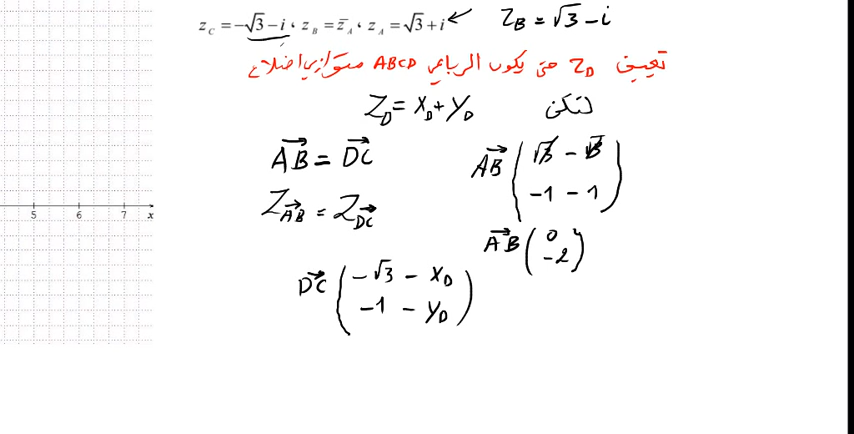 z_C = -√3 - i ، z_B = z̄_A ، z_A = √3 + i ← Z_B = √3 - i
تعيين Z_D حتى يكون الرباعي ABCD متوازي اضلاع
لتكن Z_D = X_D + Y_D
AB⃗ = DC⃗
AB⃗ (√3 - √3
-1 - 1)
Z_AB⃗ = Z_DC⃗
AB⃗ (0
-2)
DC⃗ (-√3 - X_D
-1 - Y_D)
5 6 7 x